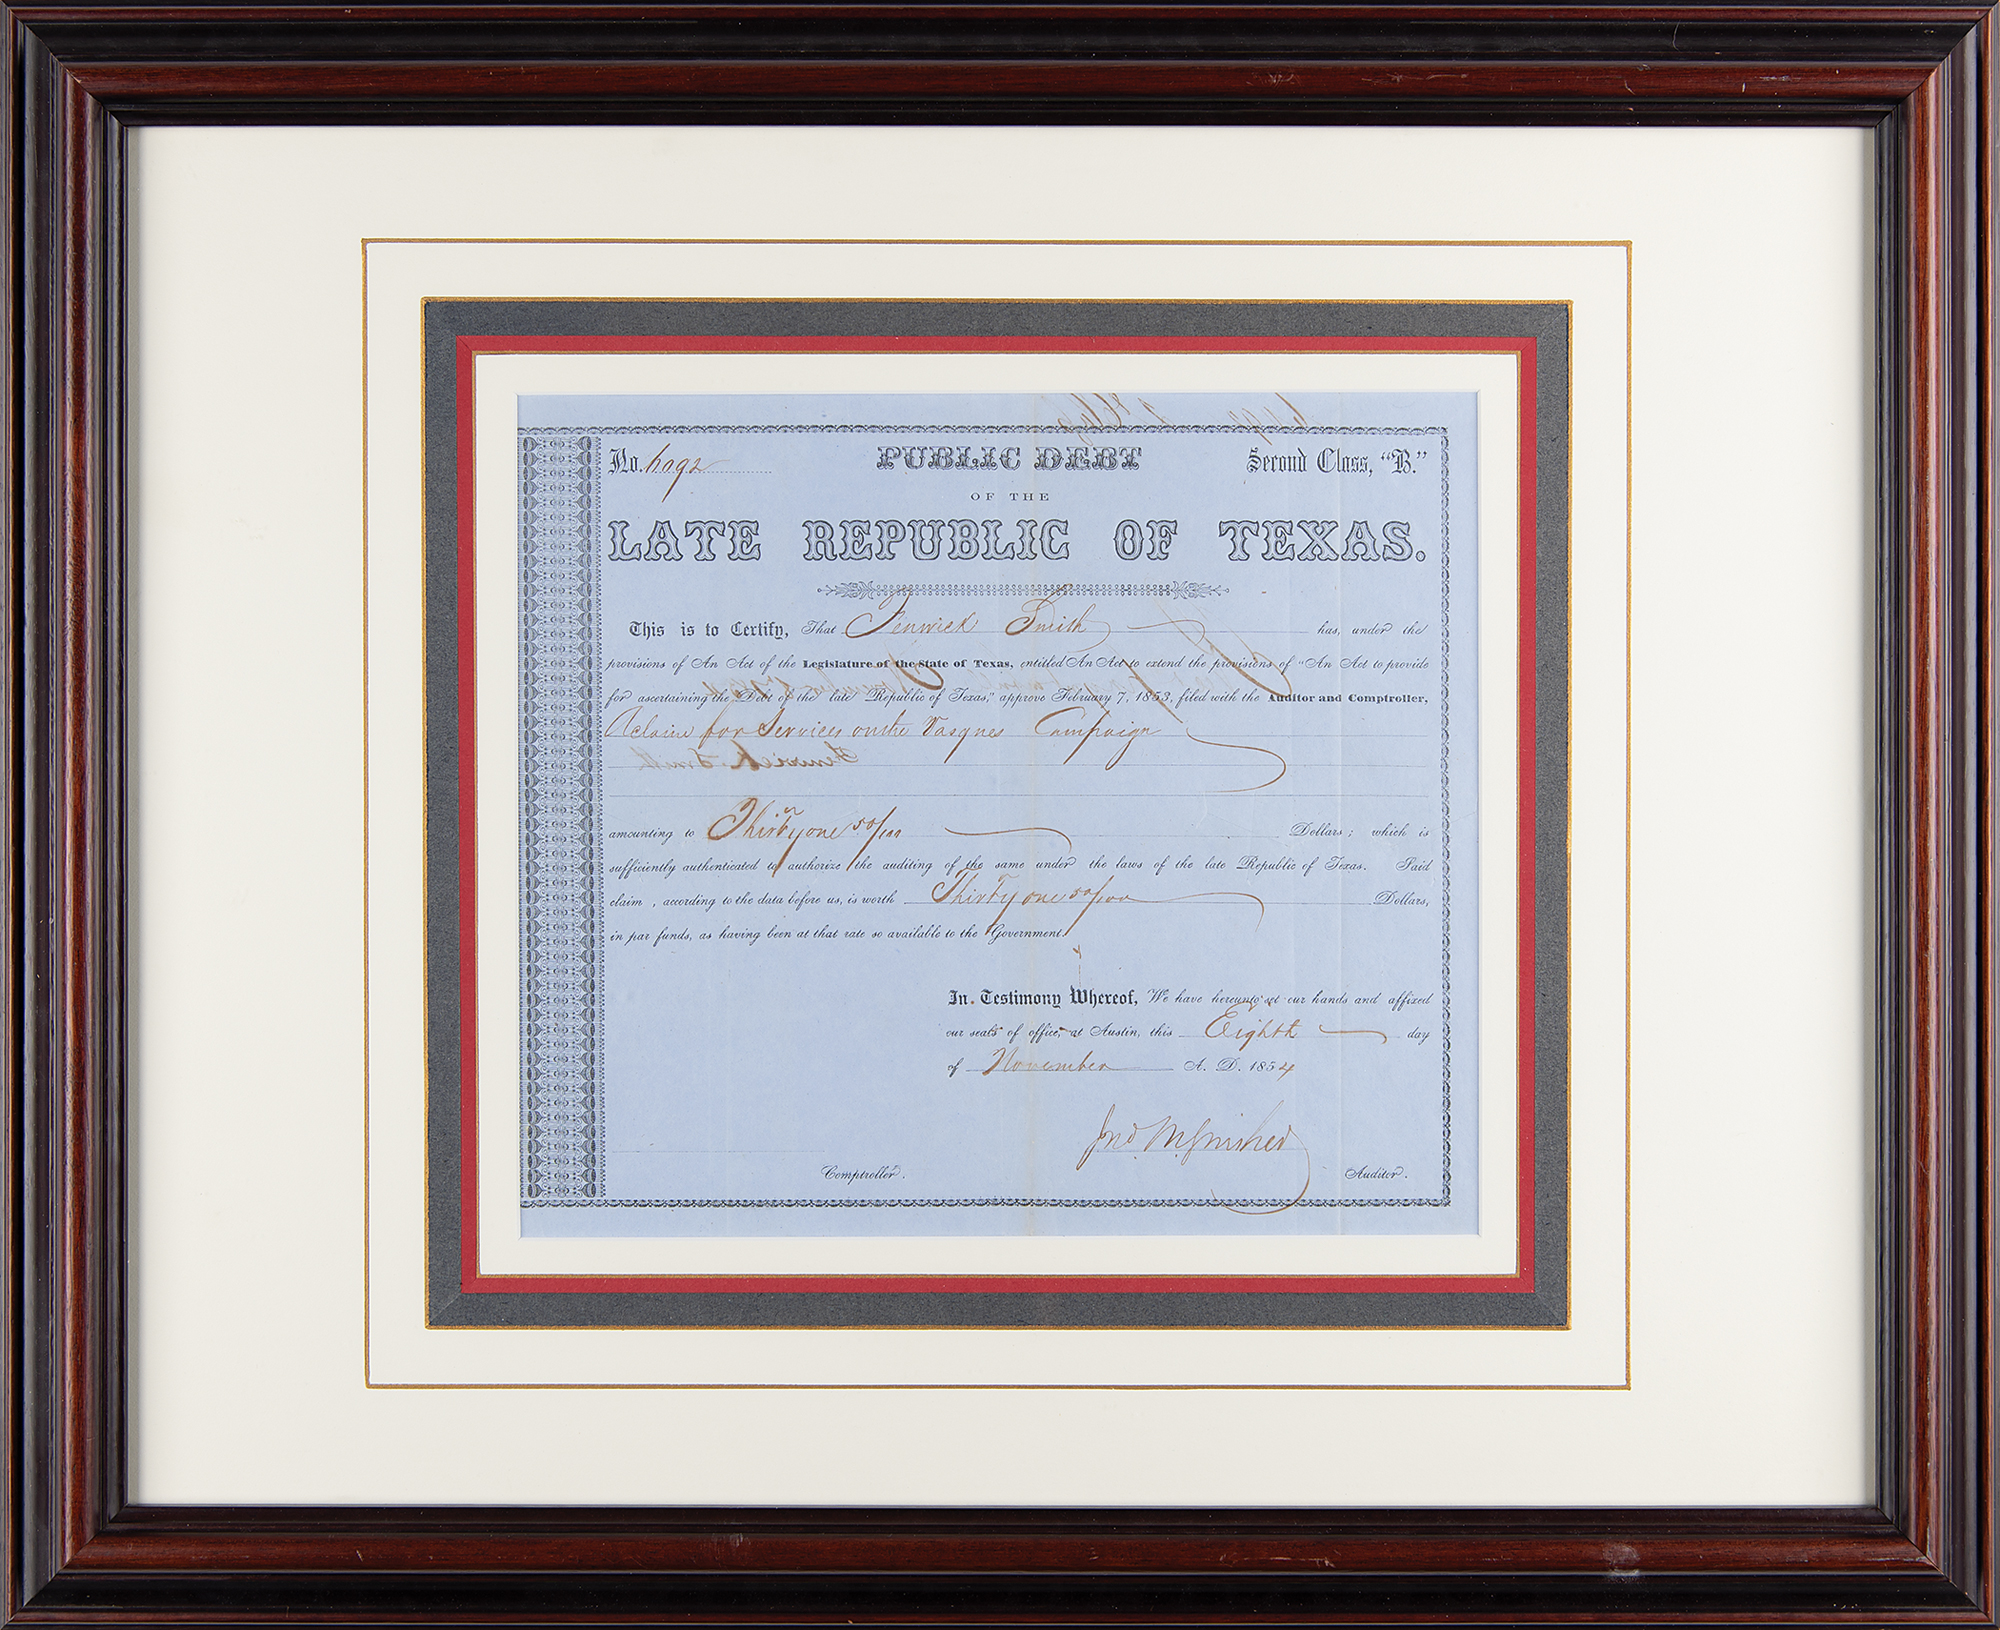 No. 6092 PUBLIC DEBT Second Class, "B."
OF THE
LATE REPUBLIC OF TEXAS.
This is to Certify, That Fenwick Smith has, under the
provisions of An Act of the Legislature of the State of Texas, entitled An Act to extend the provisions of "An Act to provide
for ascertaining the Debt of the late Republic of Texas," approve February 7, 1853, filed with the Auditor and Comptroller,
A claim for Services on the Vasques Campaign
Fenwick Smith
amounting to Thirty one 50/100 Dollars; which is
sufficiently authenticated to authorize the auditing of the same under the laws of the late Republic of Texas. Said
claim, according to the data before us, is worth Thirty one 50/100 Dollars,
in par funds, as having been at that rate so available to the Government.
In Testimony Whereof, We have hereunto set our hands and affixed
our seals of office, at Austin, this Eighth day
of November A. D. 1854
Jno. M.
Comptroller. Auditor.